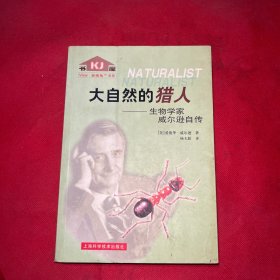 书 KJ 屋
NATURALIST
大自然的猎人
——生物学家
威尔逊自传
上海科学技术出版社